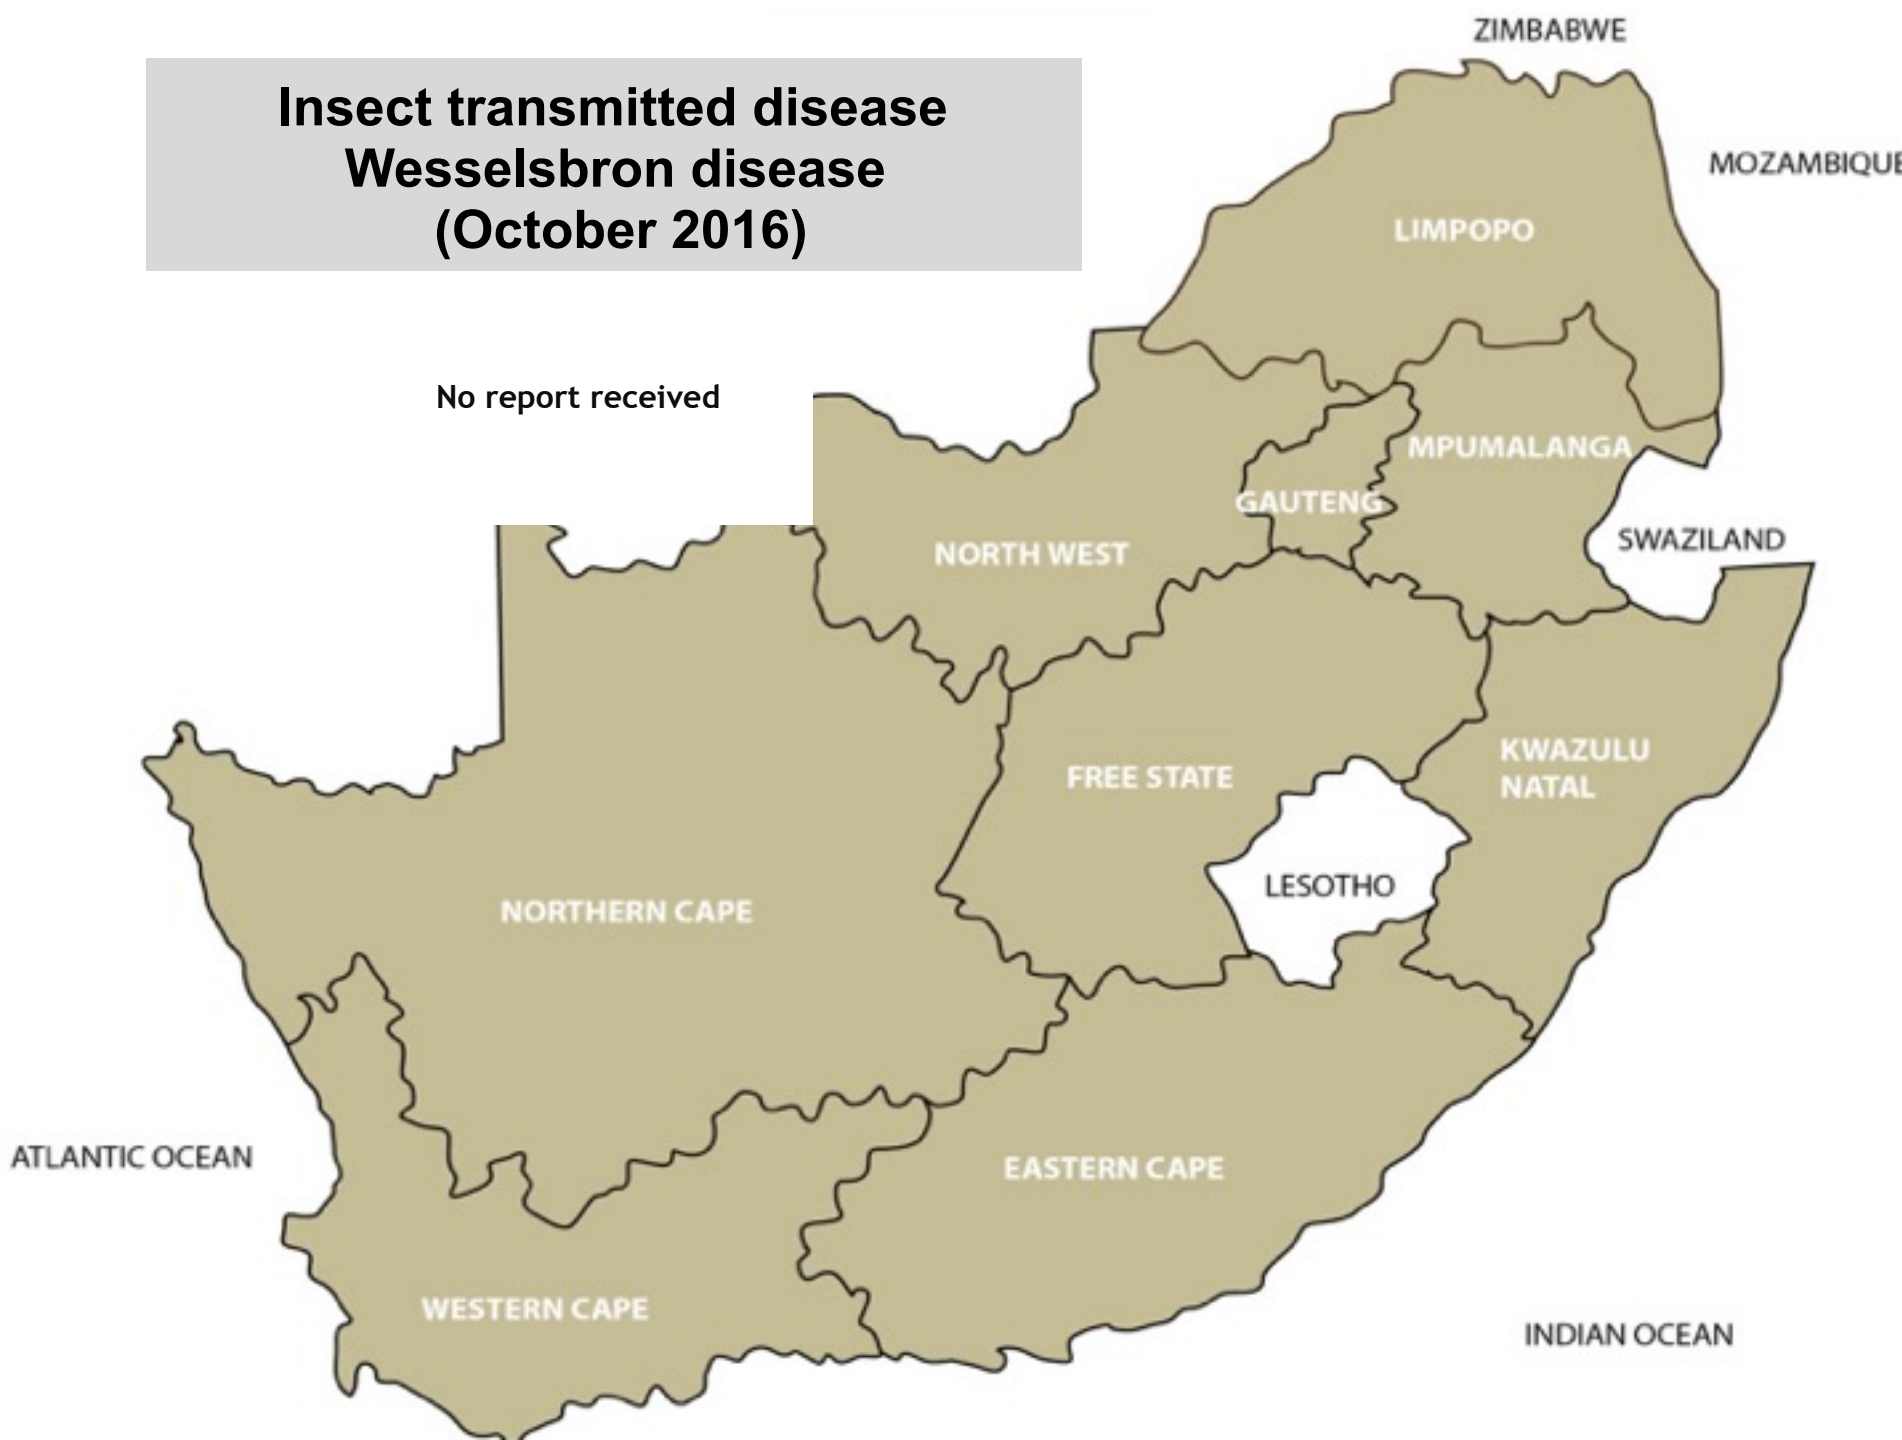 ZIMBABWE
Insect transmitted disease
Wesselsbron disease
(October 2016)
MOZAMBIQUE
LIMPOPO
No report received
MPUMALANGA
GAUTENG
SWAZILAND
NORTH WEST
KWAZULU
NATAL
FREE STATE
LESOTHO
NORTHERN CAPE
ATLANTIC OCEAN
EASTERN CAPE
WESTERN CAPE
INDIAN OCEAN